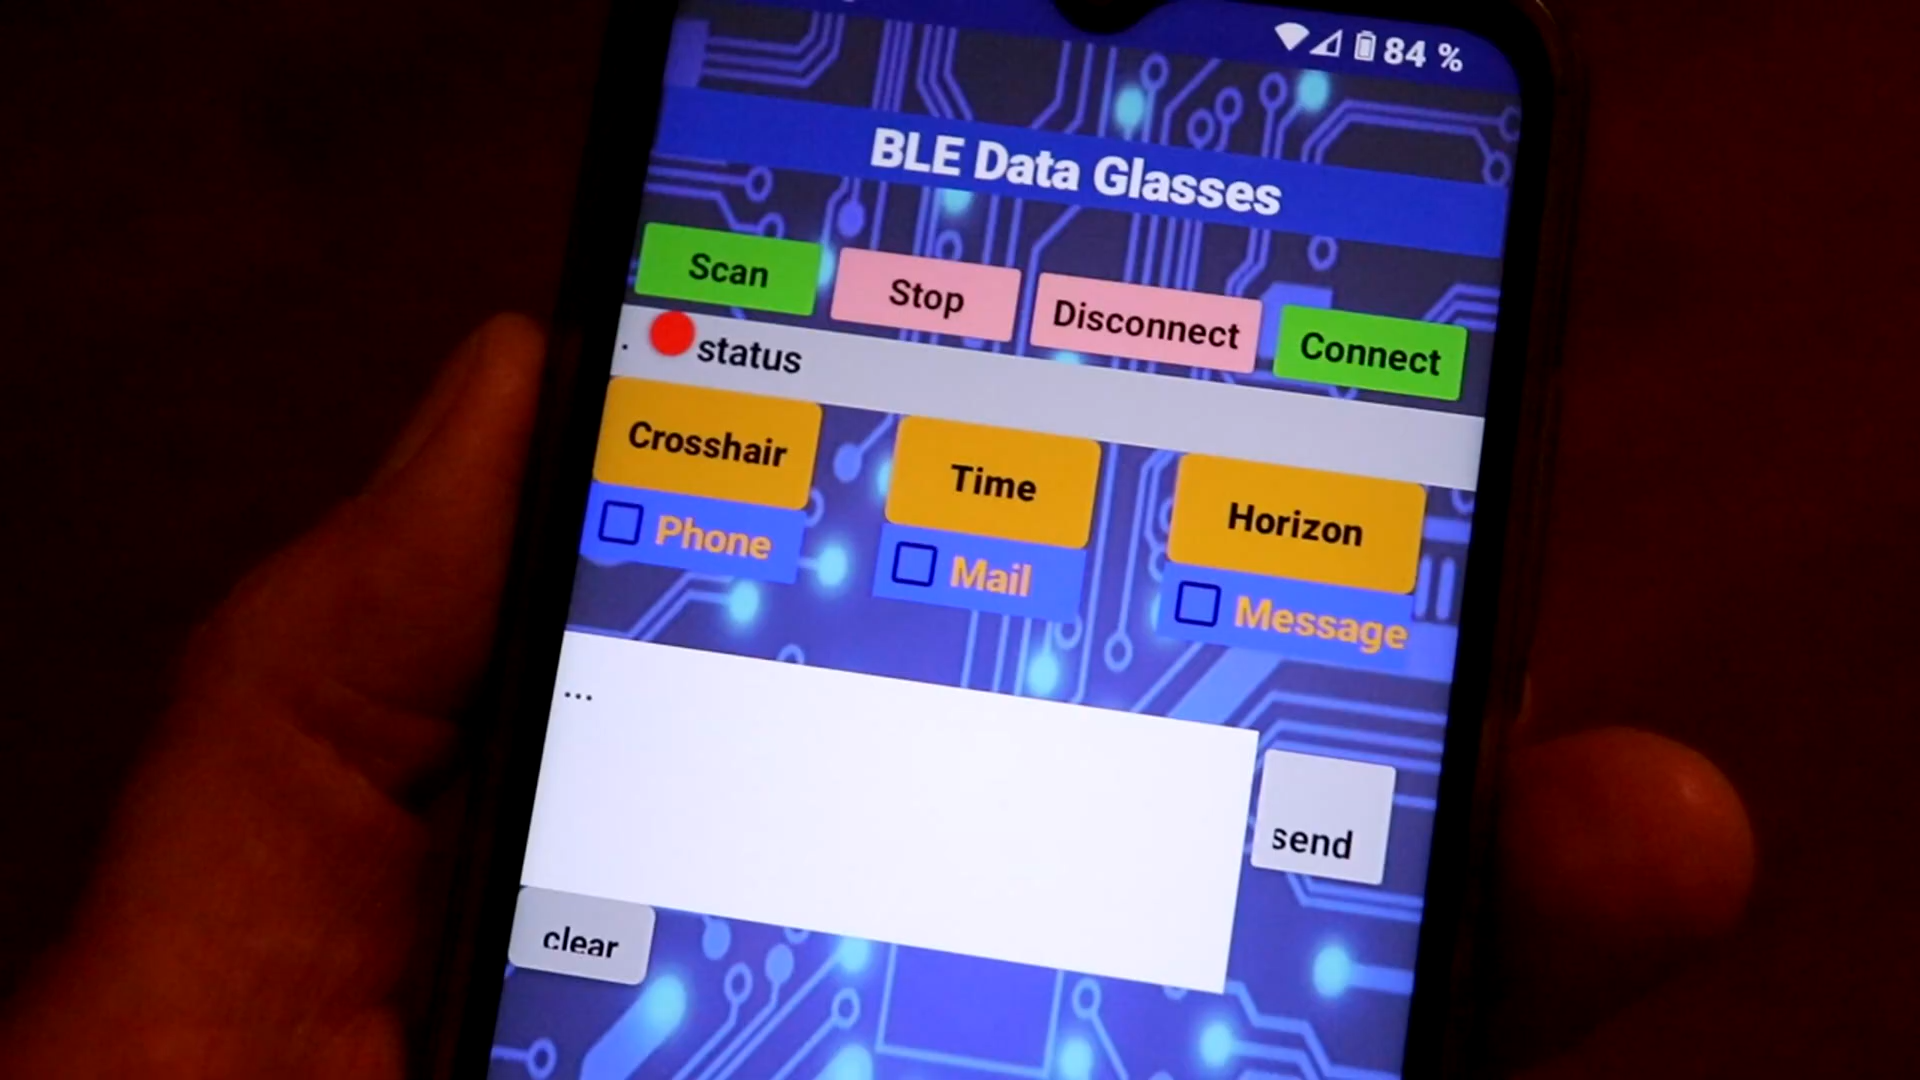 84 %
BLE Data Glasses
Scan Stop Disconnect Connect
. status
Crosshair Time Horizon
Phone Mail Message
...
send
clear